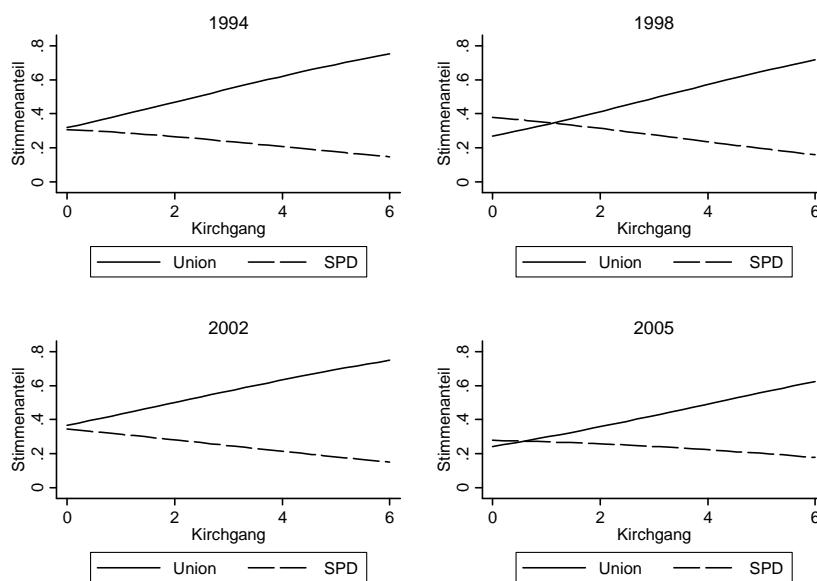 1994
Stimmenanteil
0 .2 .4 .6 .8
0 2 4 6
Kirchgang
Union SPD
1998
Stimmenanteil
0 .2 .4 .6 .8
0 2 4 6
Kirchgang
Union SPD
2002
Stimmenanteil
0 .2 .4 .6 .8
0 2 4 6
Kirchgang
Union SPD
2005
Stimmenanteil
0 .2 .4 .6 .8
0 2 4 6
Kirchgang
Union SPD